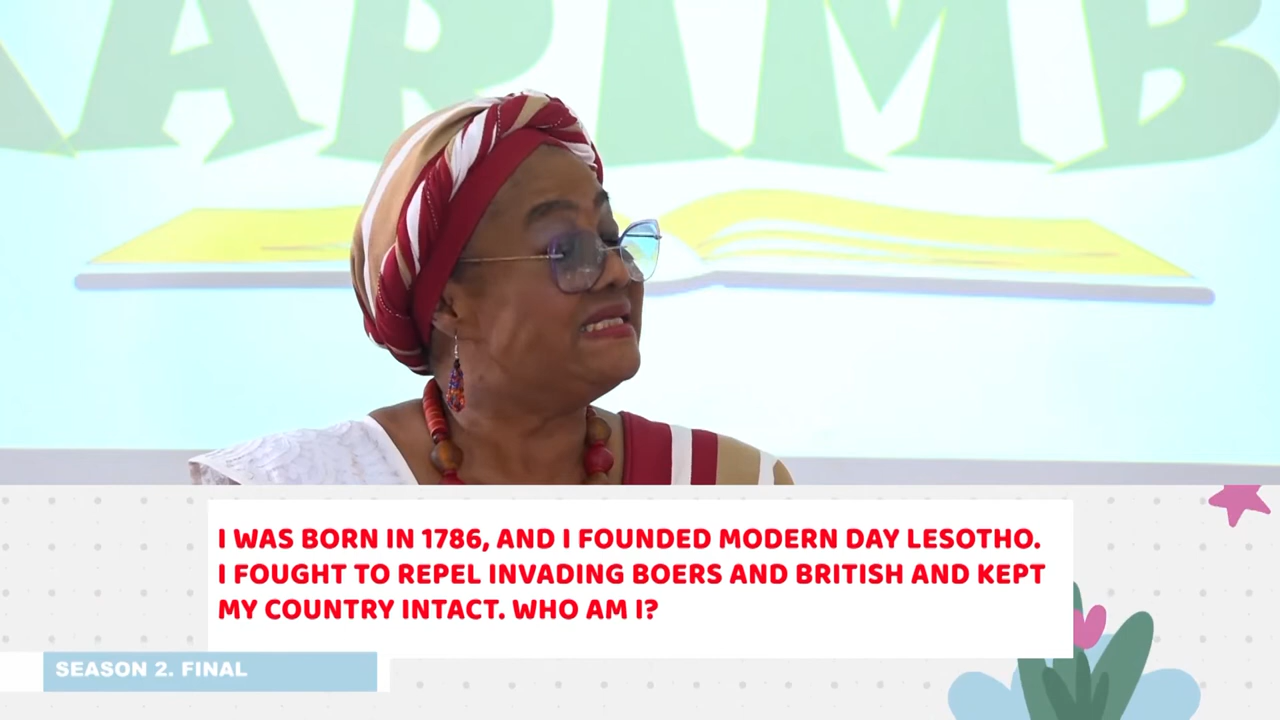 ARIMB
I WAS BORN IN 1786, AND I FOUNDED MODERN DAY LESOTHO.
I FOUGHT TO REPEL INVADING BOERS AND BRITISH AND KEPT
MY COUNTRY INTACT. WHO AM I?
SEASON 2. FINAL